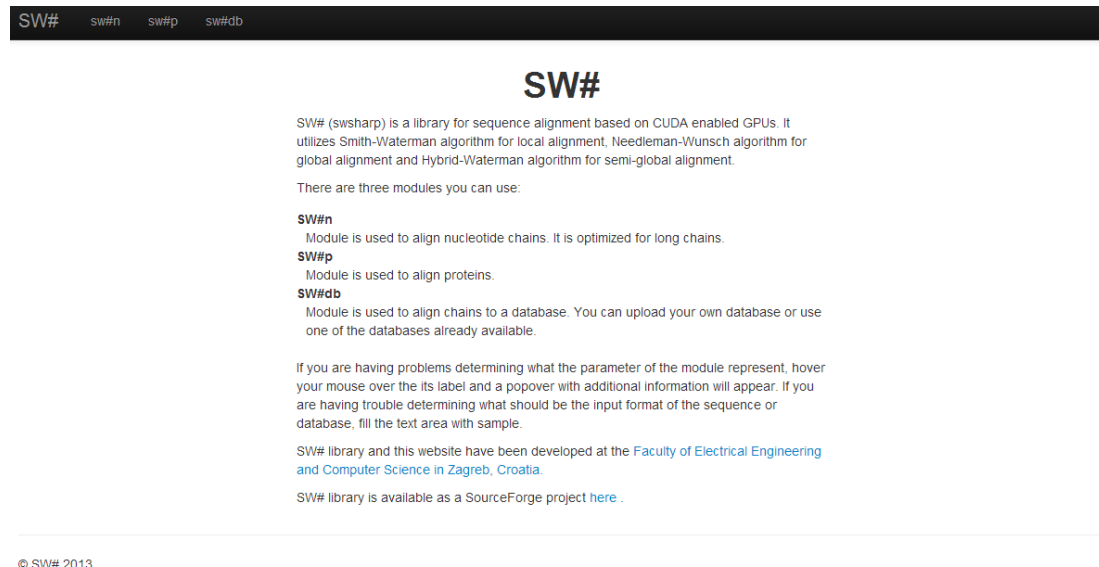 SW# sw#n sw#p sw#db
SW#
SW# (swsharp) is a library for sequence alignment based on CUDA enabled GPUs. It
utilizes Smith-Waterman algorithm for local alignment, Needleman-Wunsch algorithm for
global alignment and Hybrid-Waterman algorithm for semi-global alignment.
There are three modules you can use:
SW#n
Module is used to align nucleotide chains. It is optimized for long chains.
SW#p
Module is used to align proteins.
SW#db
Module is used to align chains to a database. You can upload your own database or use
one of the databases already available.
If you are having problems determining what the parameter of the module represent, hover
your mouse over the its label and a popover with additional information will appear. If you
are having trouble determining what should be the input format of the sequence or
database, fill the text area with sample.
SW# library and this website have been developed at the Faculty of Electrical Engineering
and Computer Science in Zagreb, Croatia.
SW# library is available as a SourceForge project here .
© SW# 2013